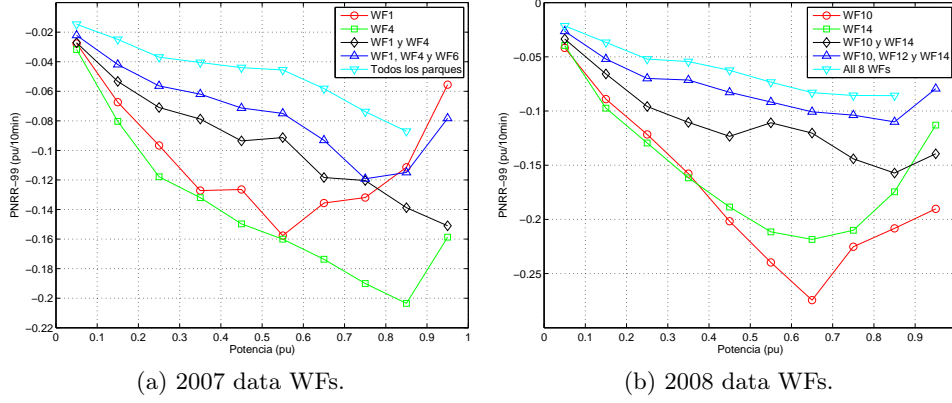 WF1
WF4
WF1 y WF4
WF1, WF4 y WF6
Todos los parques
PNRR−99 (pu/10min)
−0.02
−0.04
−0.06
−0.08
−0.1
−0.12
−0.14
−0.16
−0.18
−0.2
−0.22
0 0.1 0.2 0.3 0.4 0.5 0.6 0.7 0.8 0.9 1
Potencia (pu)
(a) 2007 data WFs.
WF10
WF14
WF10 y WF14
WF10, WF12 y WF14
All 8 WFs
PNRR−99 (pu/10min)
0
−0.05
−0.1
−0.15
−0.2
−0.25
0 0.1 0.2 0.3 0.4 0.5 0.6 0.7 0.8 0.9
Potencia (pu)
(b) 2008 data WFs.